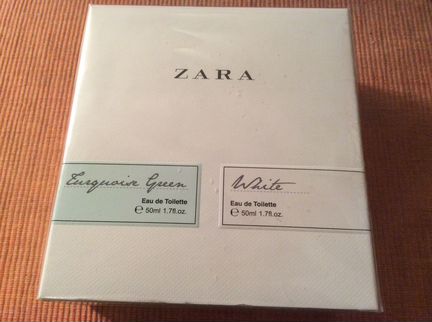 ZARA
Turquoise Green
Eau de Toilette
℮ 50ml 1.7fl.oz.
White
Eau de Toilette
℮ 50ml 1.7fl.oz.